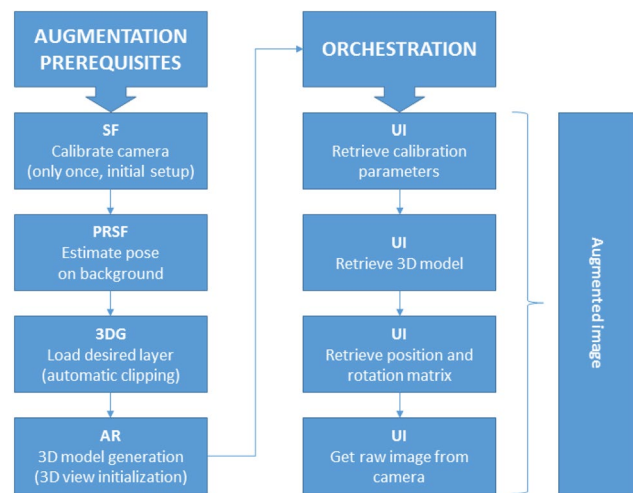 AUGMENTATION
PREREQUISITES
SF
Calibrate camera
(only once, initial setup)
PRSF
Estimate pose
on background
3DG
Load desired layer
(automatic clipping)
AR
3D model generation
(3D view initialization)
ORCHESTRATION
UI
Retrieve calibration
parameters
UI
Retrieve 3D model
UI
Retrieve position and
rotation matrix
UI
Get raw image from
camera
Augmented image